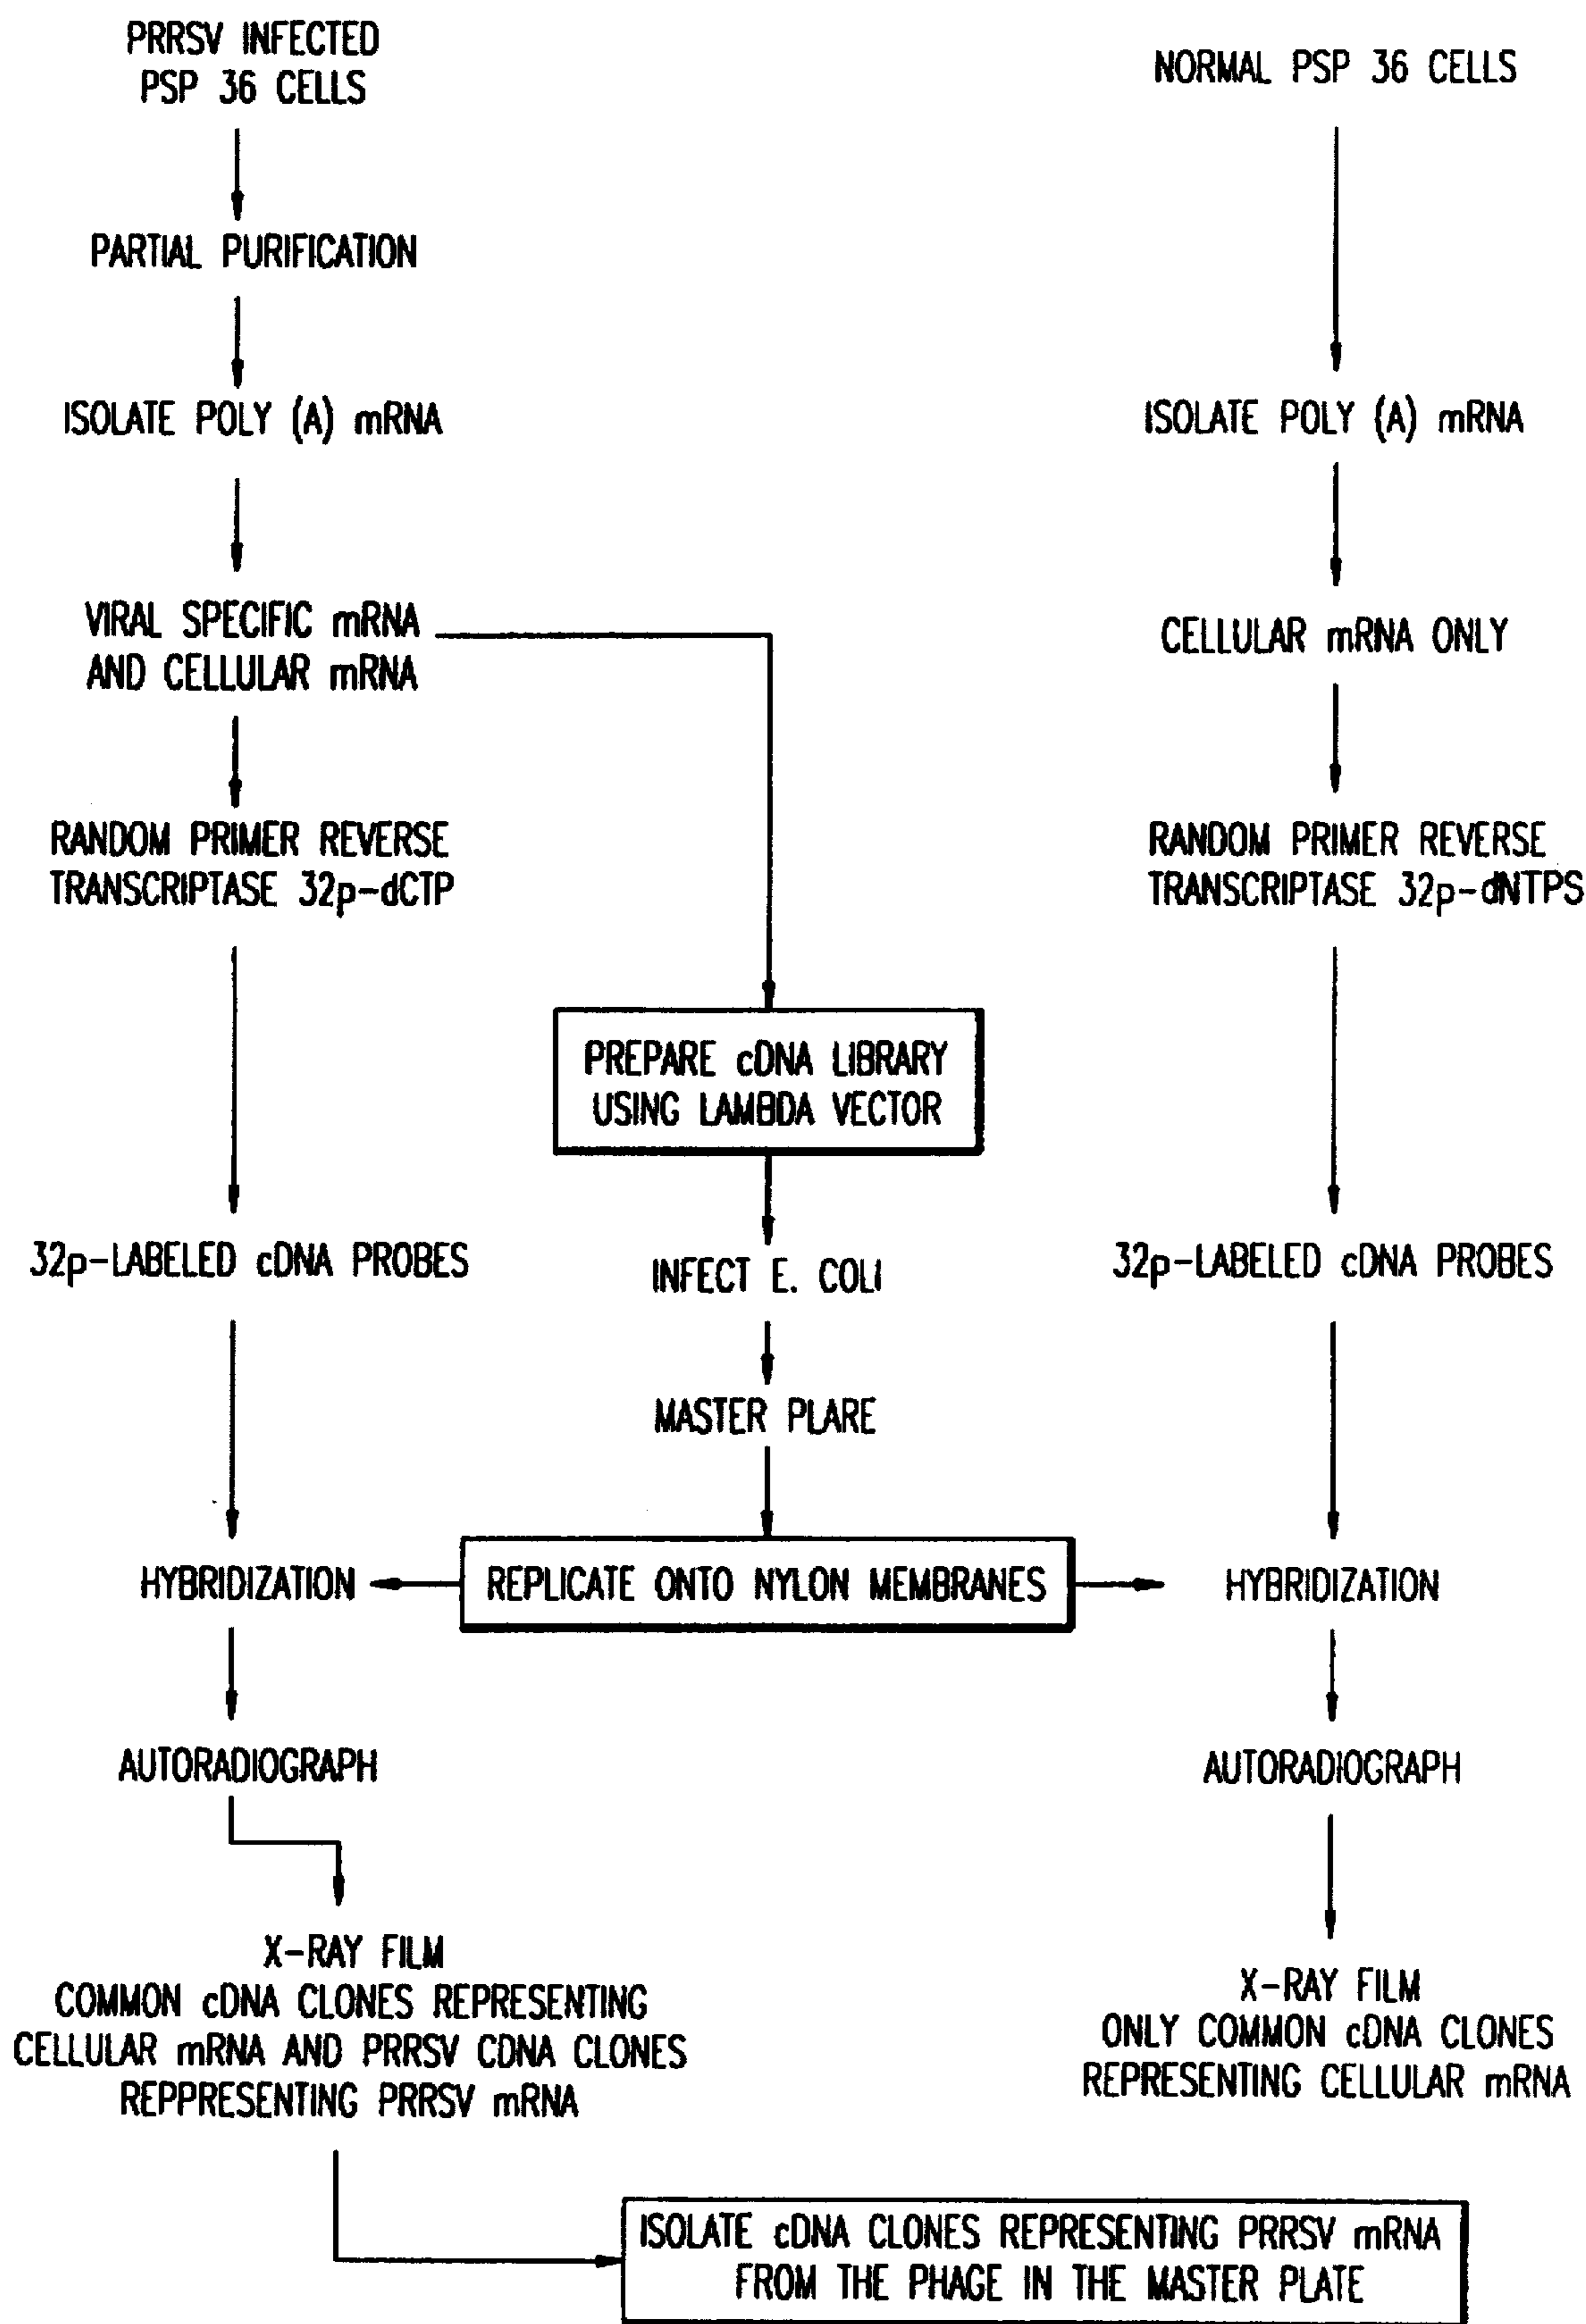 PRRSV INFECTED
PSP 36 CELLS
NORMAL PSP 36 CELLS
PARTIAL PURIFICATION
ISOLATE POLY (A) mRNA
ISOLATE POLY (A) mRNA
VIRAL SPECIFIC mRNA
AND CELLULAR mRNA
CELLULAR mRNA ONLY
RANDOM PRIMER REVERSE
TRANSCRIPTASE 32p-dCTP
RANDOM PRIMER REVERSE
TRANSCRIPTASE 32p-dNTPS
PREPARE cDNA LIBRARY
USING LAMBDA VECTOR
32p-LABELED cDNA PROBES
INFECT E. COLI
32p-LABELED cDNA PROBES
MASTER PLARE
HYBRIDIZATION
REPLICATE ONTO NYLON MEMBRANES
HYBRIDIZATION
AUTORADIOGRAPH
AUTORADIOGRAPH
X-RAY FILM
COMMON cDNA CLONES REPRESENTING
CELLULAR mRNA AND PRRSV CDNA CLONES
REPPRESENTING PRRSV mRNA
X-RAY FILM
ONLY COMMON cDNA CLONES
REPRESENTING CELLULAR mRNA
ISOLATE cDNA CLONES REPRESENTING PRRSV mRNA
FROM THE PHAGE IN THE MASTER PLATE